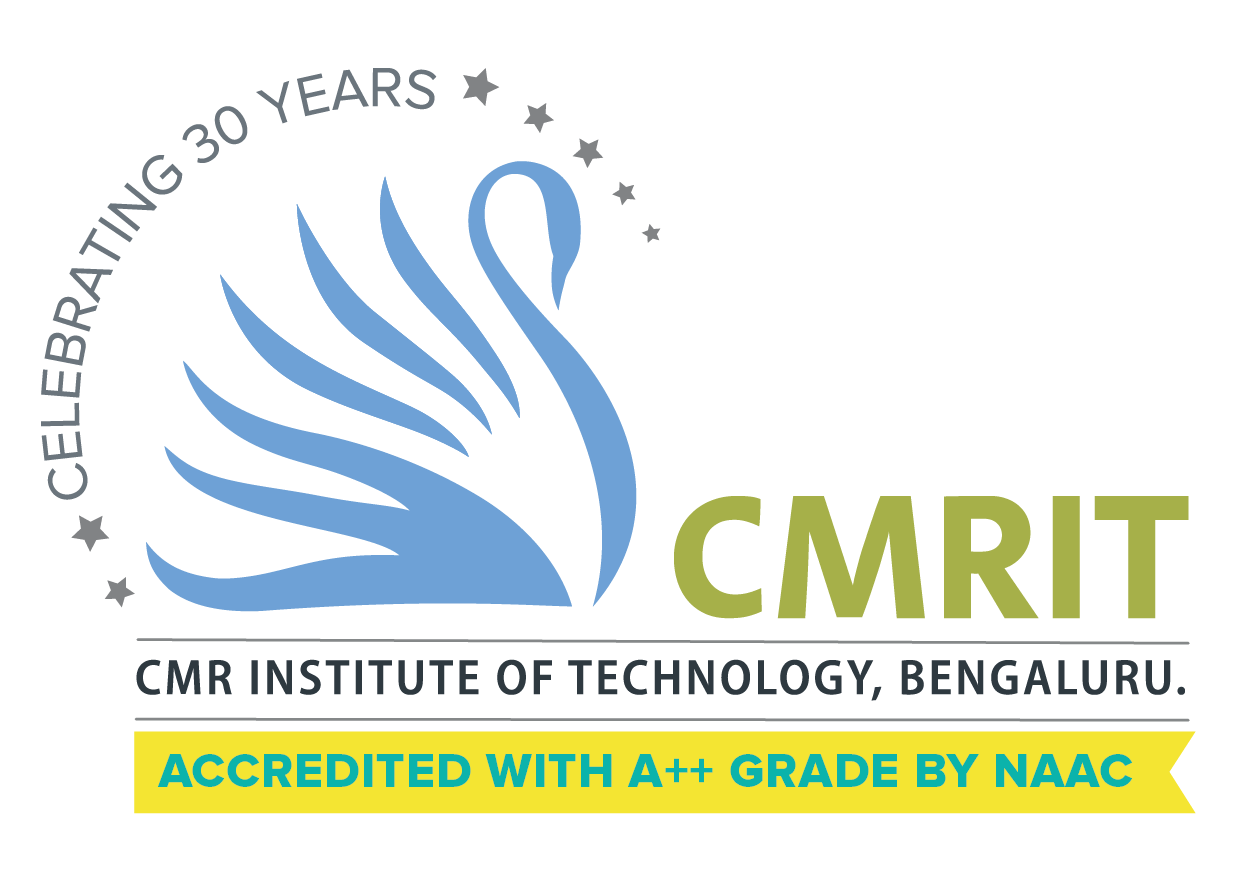 CELEBRATING 30 YEARS
CMRIT
CMR INSTITUTE OF TECHNOLOGY, BENGALURU.
ACCREDITED WITH A++ GRADE BY NAAC